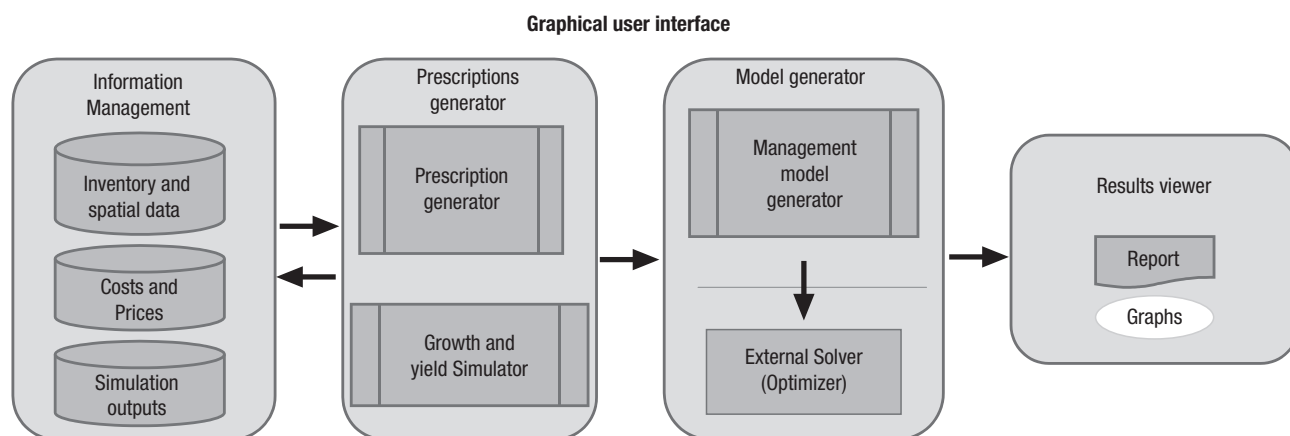 Graphical user interface
Information
Management
Inventory and
spatial data
Costs and
Prices
Simulation
outputs
Prescriptions
generator
Prescription
generator
Growth and
yield Simulator
Model generator
Management
model
generator
External Solver
(Optimizer)
Results viewer
Report
Graphs